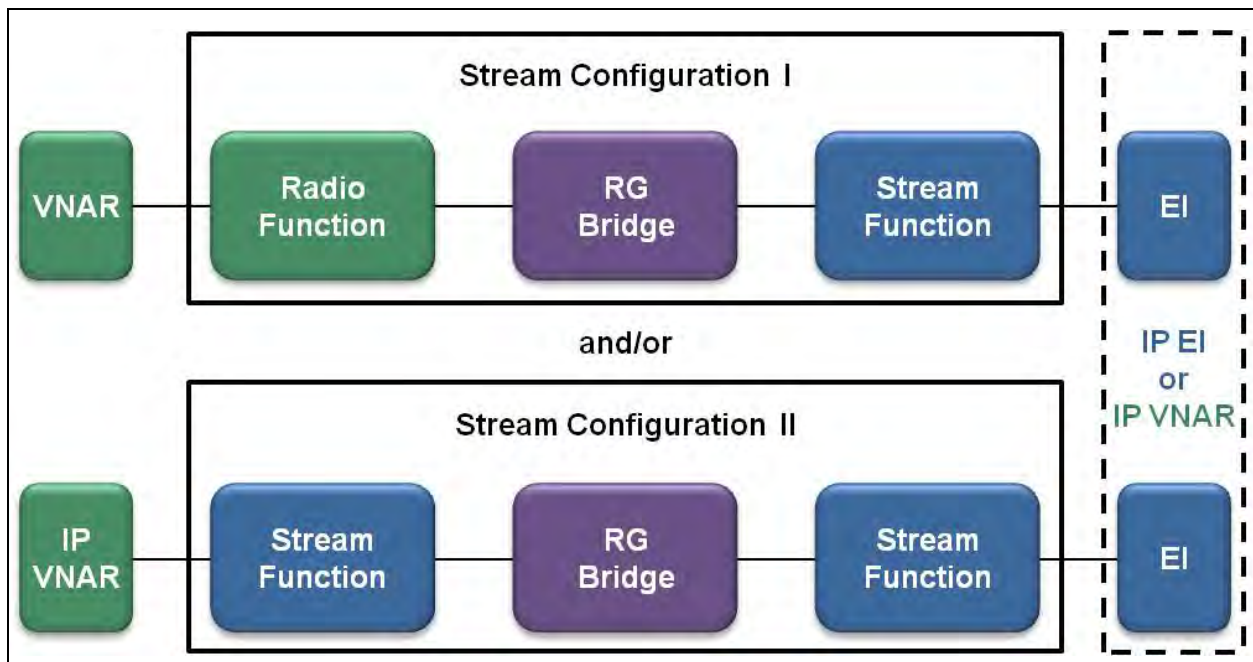 Stream Configuration I
VNAR
Radio
Function
RG
Bridge
Stream
Function
EI
and/or
IP EI
or
IP VNAR
Stream Configuration II
IP
VNAR
Stream
Function
RG
Bridge
Stream
Function
EI